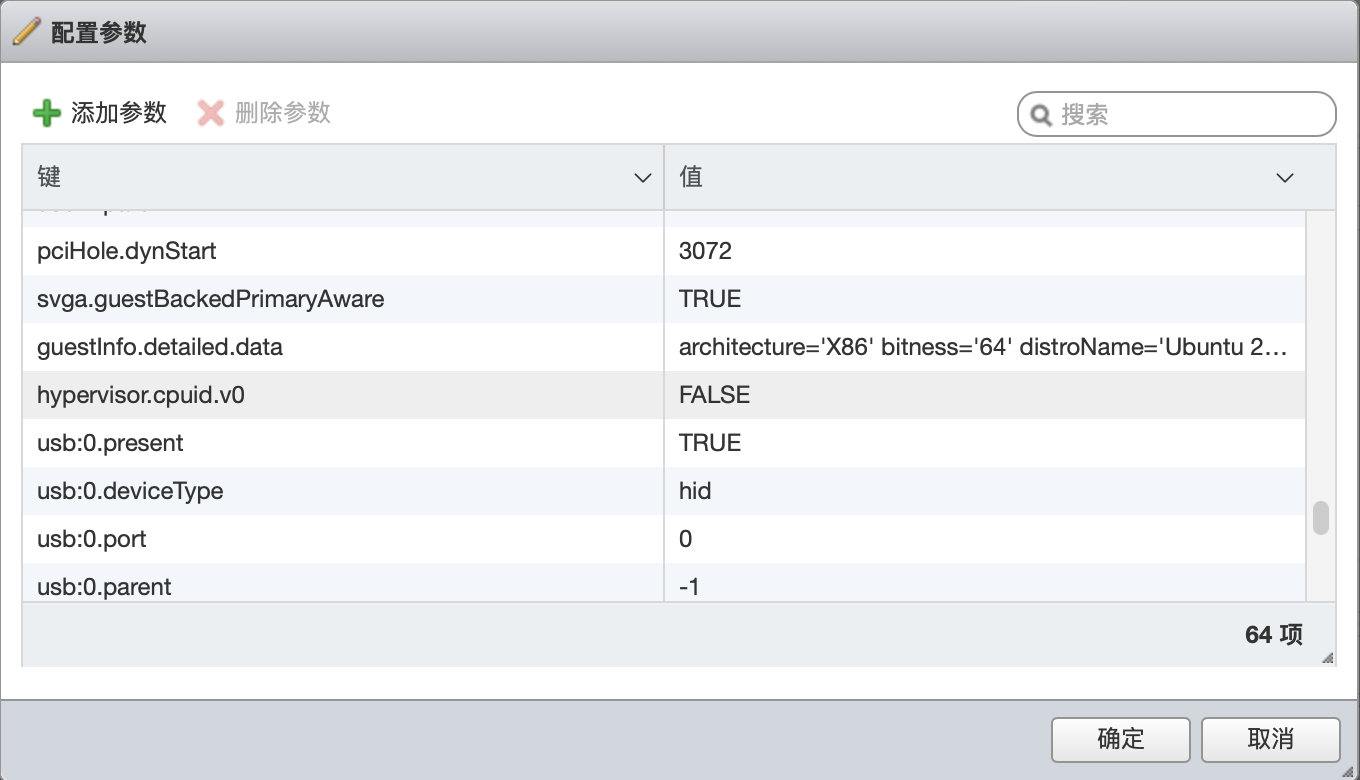 配置参数
添加参数 删除参数 搜索
键 值
pciHole.dynStart 3072
svga.guestBackedPrimaryAware TRUE
guestInfo.detailed.data architecture='X86' bitness='64' distroName='Ubuntu 2...
hypervisor.cpuid.v0 FALSE
usb:0.present TRUE
usb:0.deviceType hid
usb:0.port 0
usb:0.parent -1
64 项
确定 取消